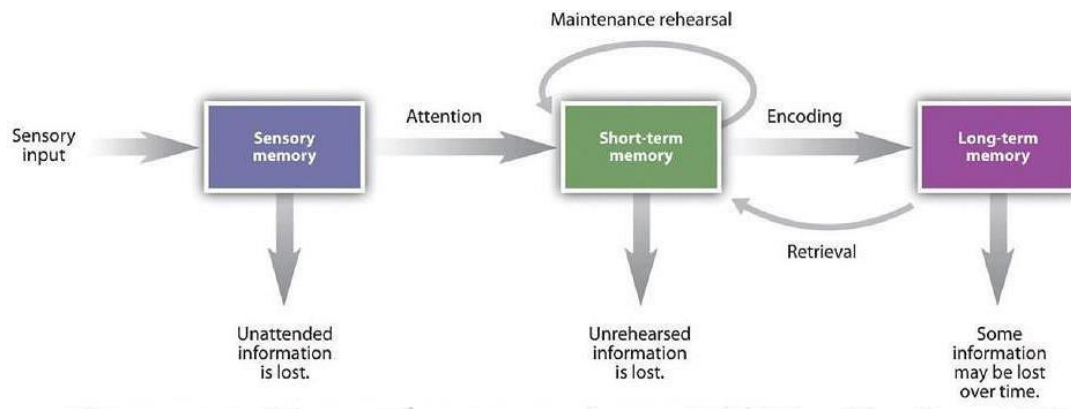 Maintenance rehearsal
Sensory
input
Sensory
memory
Attention
Short-term
memory
Encoding
Long-term
memory
Retrieval
Unattended
information
is lost.
Unrehearsed
information
is lost.
Some
information
may be lost
over time.